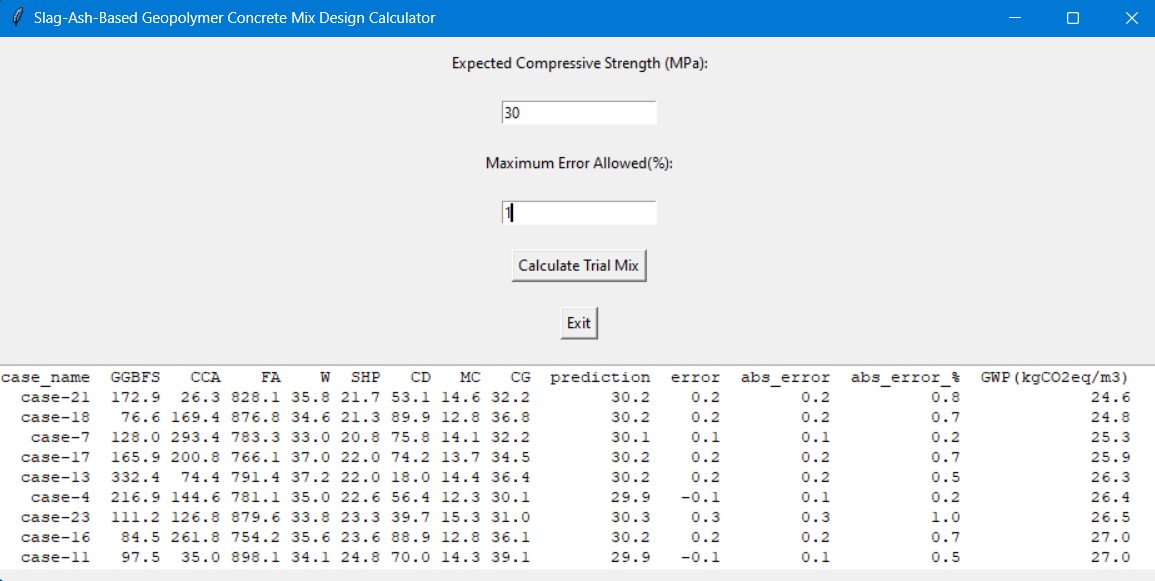 Slag-Ash-Based Geopolymer Concrete Mix Design Calculator
Expected Compressive Strength (MPa):
30
Maximum Error Allowed(%):
1
Calculate Trial Mix
Exit
case_name GGBFS CCA FA W SHP CD MC CG prediction error abs_error abs_error_% GWP(kgCO2eq/m3)
case-21 172.9 26.3 828.1 35.8 21.7 53.1 14.6 32.2 30.2 0.2 0.2 0.8 24.6
case-18 76.6 169.4 876.8 34.6 21.3 89.9 12.8 36.8 30.2 0.2 0.2 0.7 24.8
case-7 128.0 293.4 783.3 33.0 20.8 75.8 14.1 32.2 30.1 0.1 0.1 0.2 25.3
case-17 165.9 200.8 766.1 37.0 22.0 74.2 13.7 34.5 30.2 0.2 0.2 0.7 25.9
case-13 332.4 74.4 791.4 37.2 22.0 18.0 14.4 36.4 30.2 0.2 0.2 0.5 26.3
case-4 216.9 144.6 781.1 35.0 22.6 56.4 12.3 30.1 29.9 -0.1 0.1 0.2 26.4
case-23 111.2 126.8 879.6 33.8 23.3 39.7 15.3 31.0 30.3 0.3 0.3 1.0 26.5
case-16 84.5 261.8 754.2 35.6 23.6 88.9 12.8 36.1 30.2 0.2 0.2 0.7 27.0
case-11 97.5 35.0 898.1 34.1 24.8 70.0 14.3 39.1 29.9 -0.1 0.1 0.5 27.0